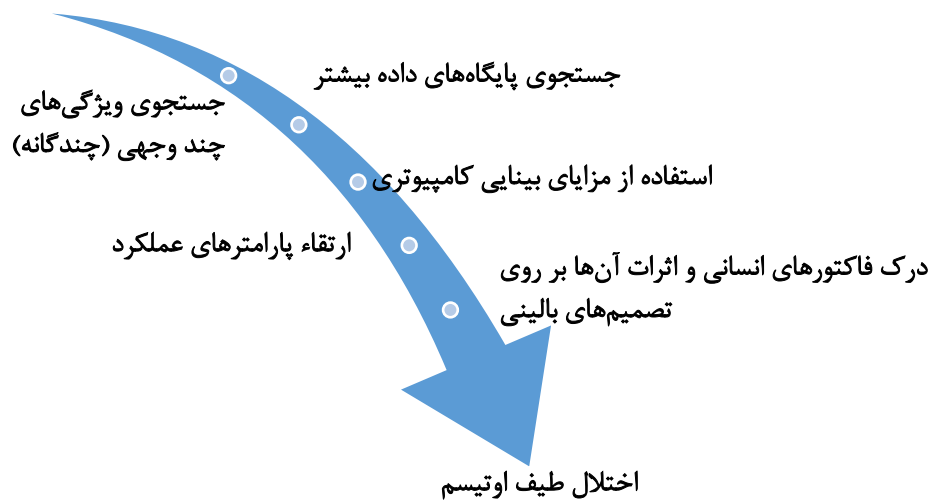 جستجوی پایگاه‌های داده بیشتر
جستجوی ویژگی‌های
چند وجهی (چندگانه)
استفاده از مزایای بینایی کامپیوتری
ارتقاء پارامترهای عملکرد
درک فاکتورهای انسانی و اثرات آن‌ها بر روی
تصمیم‌های بالینی
اختلال طیف اوتیسم